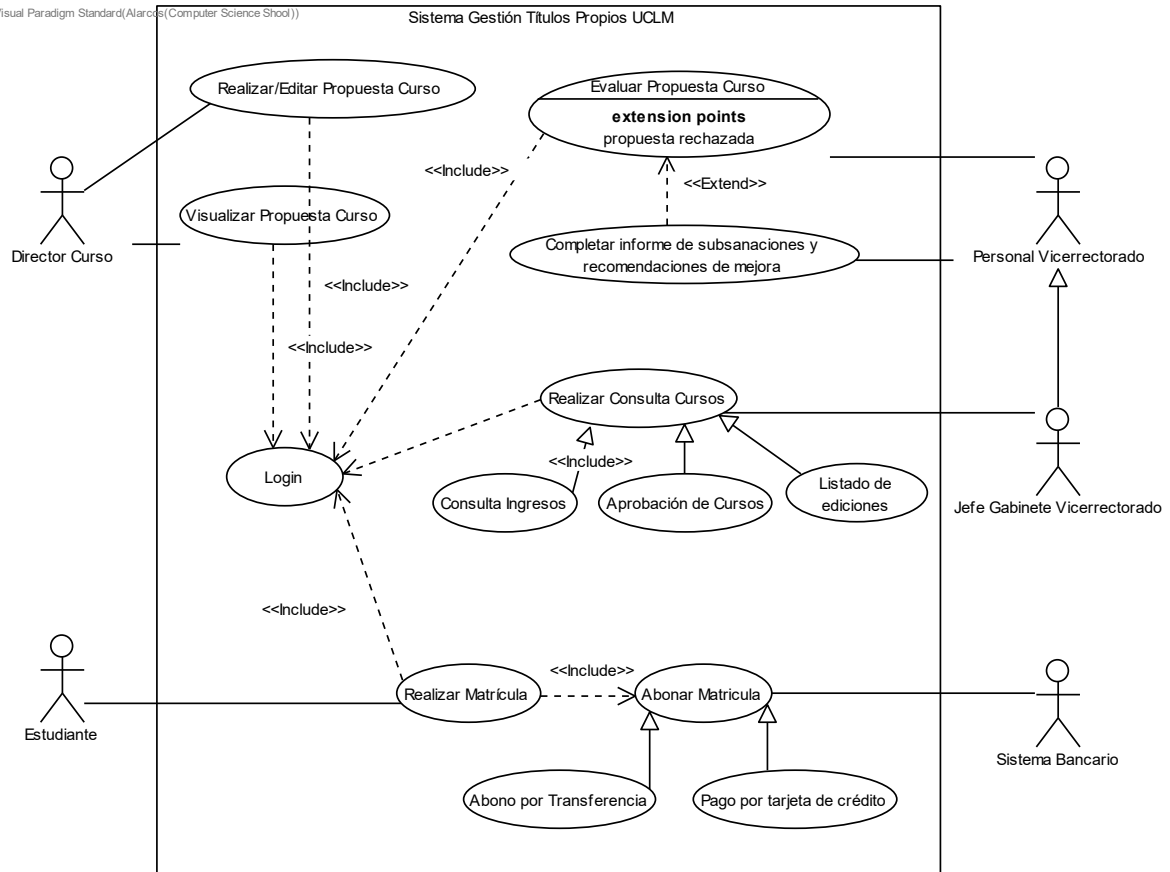 Visual Paradigm Standard(Alarcos(Computer Science Shool))
Sistema Gestión Títulos Propios UCLM
Realizar/Editar Propuesta Curso
Evaluar Propuesta Curso
extension points
propuesta rechazada
<<Include>>
<<Extend>>
Visualizar Propuesta Curso
Director Curso
Completar informe de subsanaciones y
recomendaciones de mejora
Personal Vicerrectorado
<<Include>>
<<Include>>
Realizar Consulta Cursos
<<Include>>
Login
Consulta Ingresos
Aprobación de Cursos
Listado de
ediciones
Jefe Gabinete Vicerrectorado
<<Include>>
<<Include>>
Realizar Matrícula
Abonar Matricula
Estudiante
Sistema Bancario
Abono por Transferencia
Pago por tarjeta de crédito